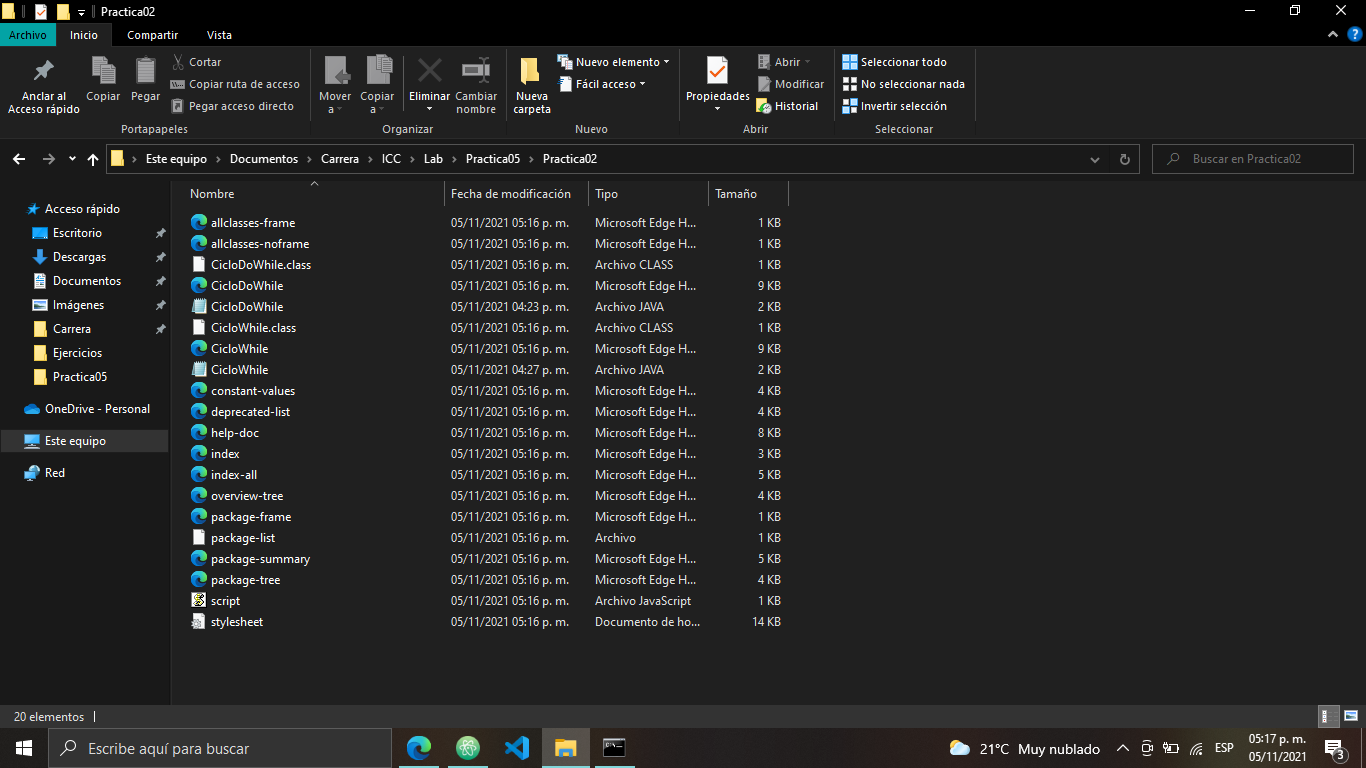 Practica02
Archivo Inicio Compartir Vista
Anclar al Acceso rápido
Copiar
Pegar
Cortar
Copiar ruta de acceso
Pegar acceso directo
Portapapeles
Mover a
Copiar a
Eliminar
Cambiar nombre
Organizar
Nueva carpeta
Nuevo elemento
Fácil acceso
Nuevo
Propiedades
Abrir
Modificar
Historial
Abrir
Seleccionar todo
No seleccionar nada
Invertir selección
Seleccionar
Este equipo > Documentos > Carrera > ICC > Lab > Practica05 > Practica02
Buscar en Practica02
Acceso rápido
Escritorio
Descargas
Documentos
Imágenes
Carrera
Ejercicios
Practica05
OneDrive - Personal
Este equipo
Red
Nombre Fecha de modificación Tipo Tamaño
allclasses-frame 05/11/2021 05:16 p. m. Microsoft Edge H... 1 KB
allclasses-noframe 05/11/2021 05:16 p. m. Microsoft Edge H... 1 KB
CicloDoWhile.class 05/11/2021 05:16 p. m. Archivo CLASS 1 KB
CicloDoWhile 05/11/2021 05:16 p. m. Microsoft Edge H... 9 KB
CicloDoWhile 05/11/2021 04:23 p. m. Archivo JAVA 2 KB
CicloWhile.class 05/11/2021 05:16 p. m. Archivo CLASS 1 KB
CicloWhile 05/11/2021 05:16 p. m. Microsoft Edge H... 9 KB
CicloWhile 05/11/2021 04:27 p. m. Archivo JAVA 2 KB
constant-values 05/11/2021 05:16 p. m. Microsoft Edge H... 4 KB
deprecated-list 05/11/2021 05:16 p. m. Microsoft Edge H... 4 KB
help-doc 05/11/2021 05:16 p. m. Microsoft Edge H... 8 KB
index 05/11/2021 05:16 p. m. Microsoft Edge H... 3 KB
index-all 05/11/2021 05:16 p. m. Microsoft Edge H... 5 KB
overview-tree 05/11/2021 05:16 p. m. Microsoft Edge H... 4 KB
package-frame 05/11/2021 05:16 p. m. Microsoft Edge H... 1 KB
package-list 05/11/2021 05:16 p. m. Archivo 1 KB
package-summary 05/11/2021 05:16 p. m. Microsoft Edge H... 5 KB
package-tree 05/11/2021 05:16 p. m. Microsoft Edge H... 4 KB
script 05/11/2021 05:16 p. m. Archivo JavaScript 1 KB
stylesheet 05/11/2021 05:16 p. m. Documento de ho... 14 KB
20 elementos
Escribe aquí para buscar
21°C Muy nublado
ESP
05:17 p. m.
05/11/2021
3